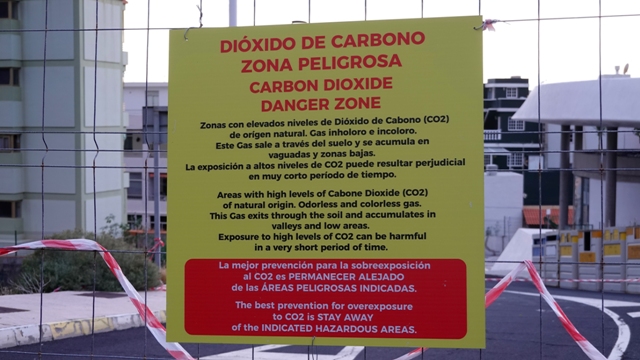 DIÓXIDO DE CARBONO
ZONA PELIGROSA
CARBON DIOXIDE
DANGER ZONE
Zonas con elevados niveles de Dióxido de Cabono (CO2)
de origen natural. Gas inholoro e incoloro.
Este Gas sale a través del suelo y se acumula en
vaguadas y zonas bajas.
La exposición a altos niveles de CO2 puede resultar perjudicial
en muy corto período de tiempo.
Areas with high levels of Cabone Dioxide (CO2)
of natural origin. Odorless and colorless gas.
This Gas exits through the soil and accumulates in
valleys and low areas.
Exposure to high levels of CO2 can be harmful
in a very short period of time.
La mejor prevención para la sobreexposición
al CO2 es PERMANECER ALEJADO
de las ÁREAS PELIGROSAS INDICADAS.
The best prevention for overexposure
to CO2 is STAY AWAY
of the INDICATED HAZARDOUS AREAS.